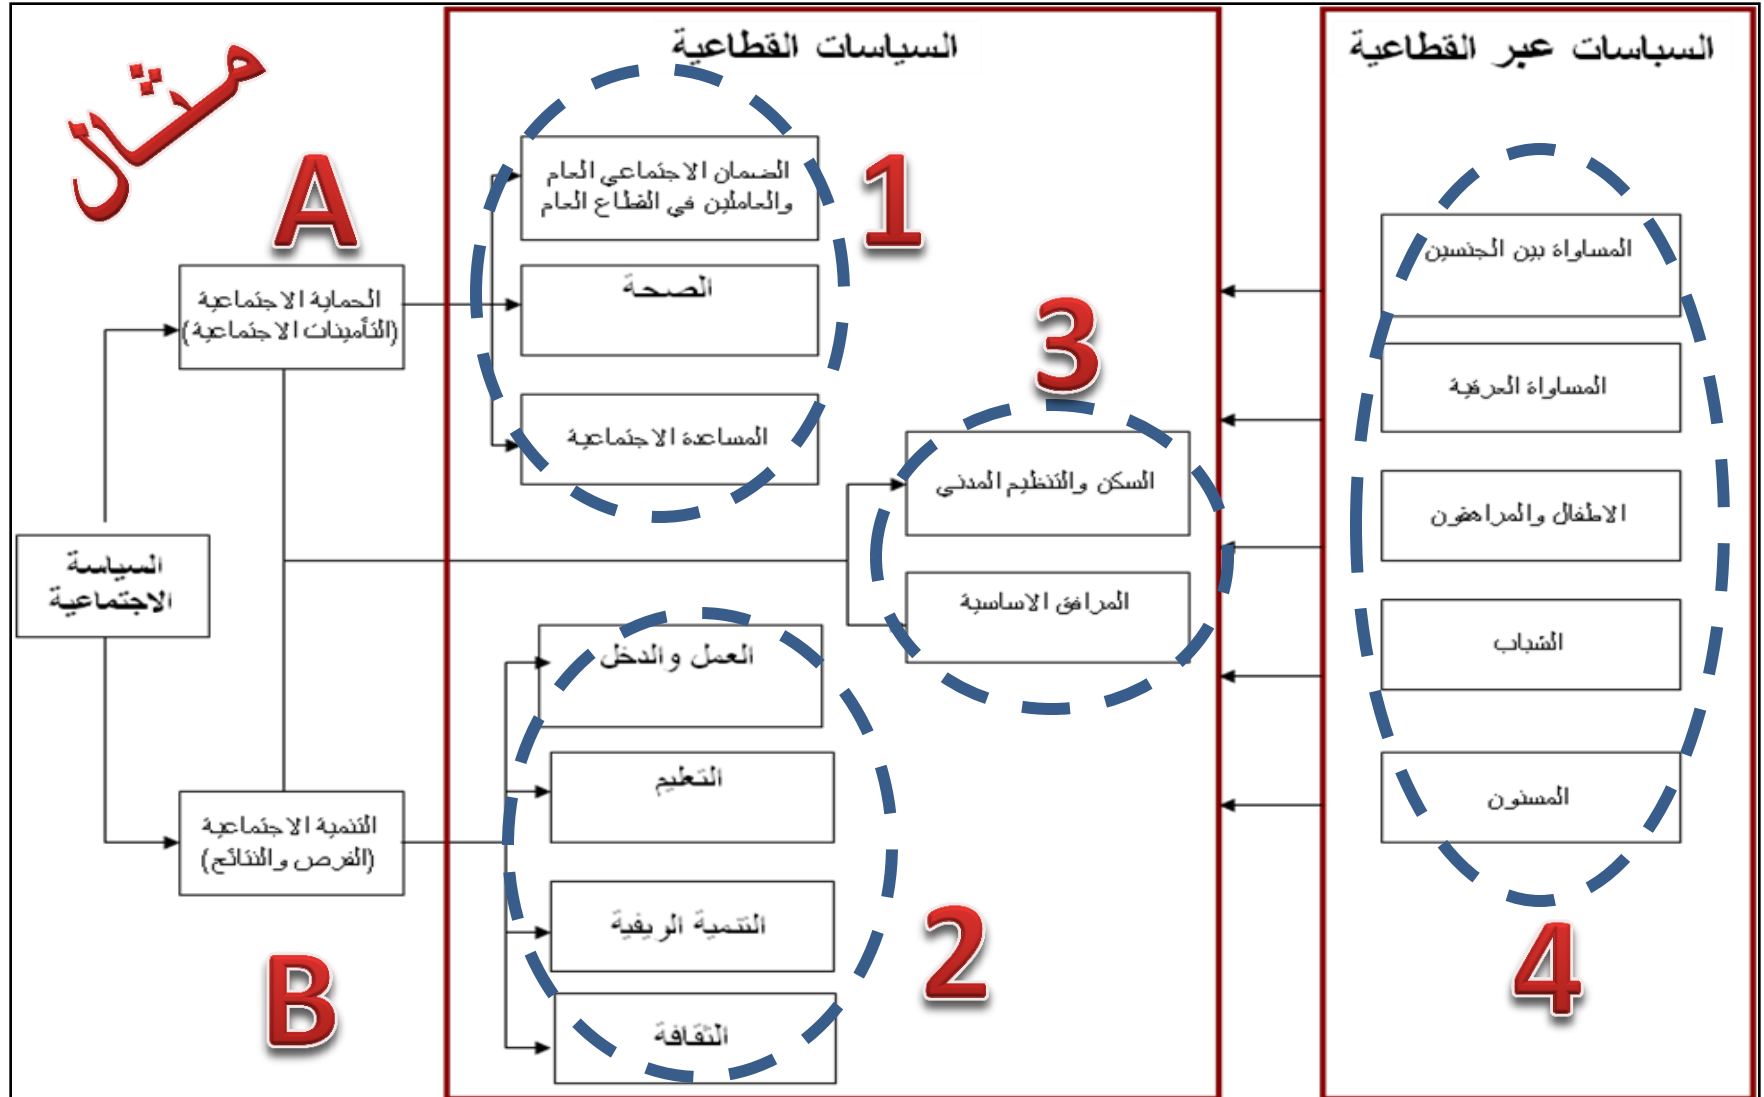 السياسات عبر القطاعية
السياسات القطاعية
مثال
A
1
الضمان الاجتماعي العام
والعاملين في القطاع العام
الصحة
المساعدة الاجتماعية
الحماية الاجتماعية
(التأمينات الاجتماعية)
3
السكن والتنظيم المدني
المرافق الاساسية
السياسة
الاجتماعية
العمل والدخل
التعليم
التنمية الريفية
الثقافة
2
التنمية الاجتماعية
(الفرص والنتائج)
B
المساواة بين الجنسين
المساواة العرقية
الاطفال والمراهقون
الشباب
المسنون
4